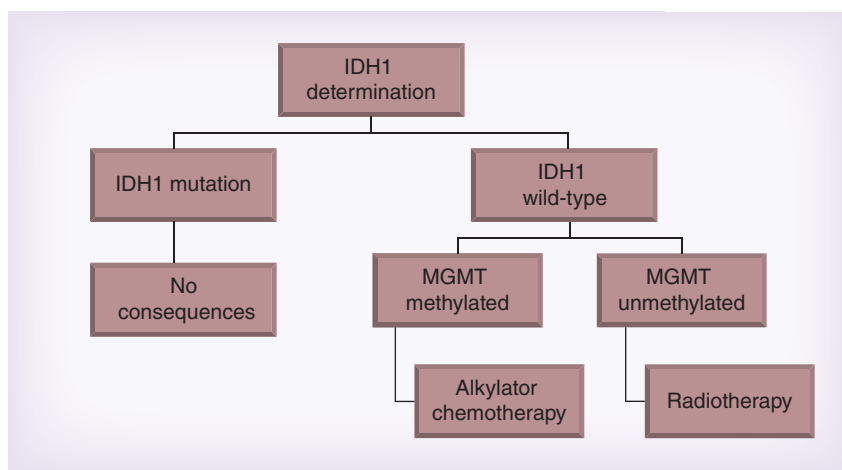 IDH1
determination
IDH1 mutation
IDH1
wild-type
No
consequences
MGMT
methylated
MGMT
unmethylated
Alkylator
chemotherapy
Radiotherapy